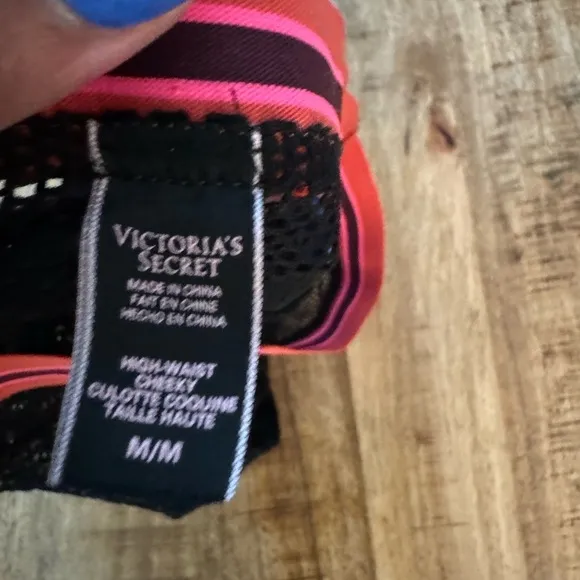 VICTORIA'S
SECRET
MADE IN CHINA
FAIT EN CHINE
HECHO EN CHINA
HIGH-WAIST
CHEEKY
CULOTTE COQUINE
TAILLE HAUTE
M/M